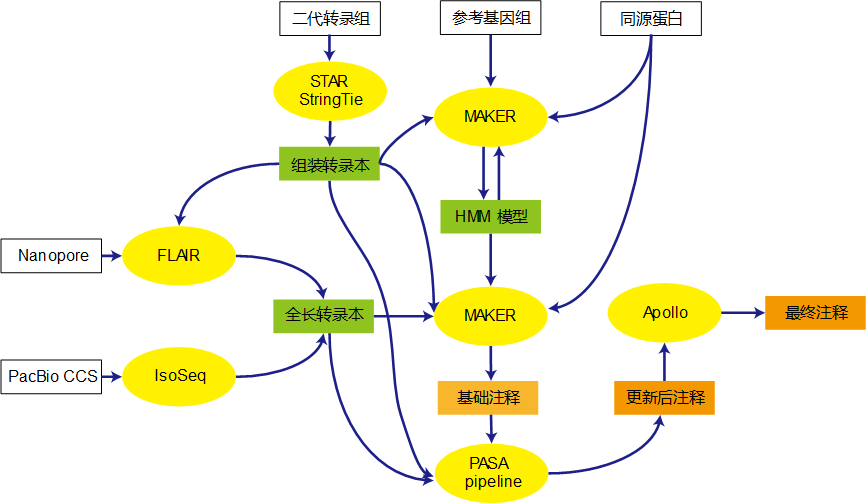 二代转录组
参考基因组
同源蛋白
STAR
StringTie
MAKER
组装转录本
HMM 模型
Nanopore
FLAIR
全长转录本
MAKER
Apollo
最终注释
PacBio CCS
IsoSeq
基础注释
更新后注释
PASA
pipeline